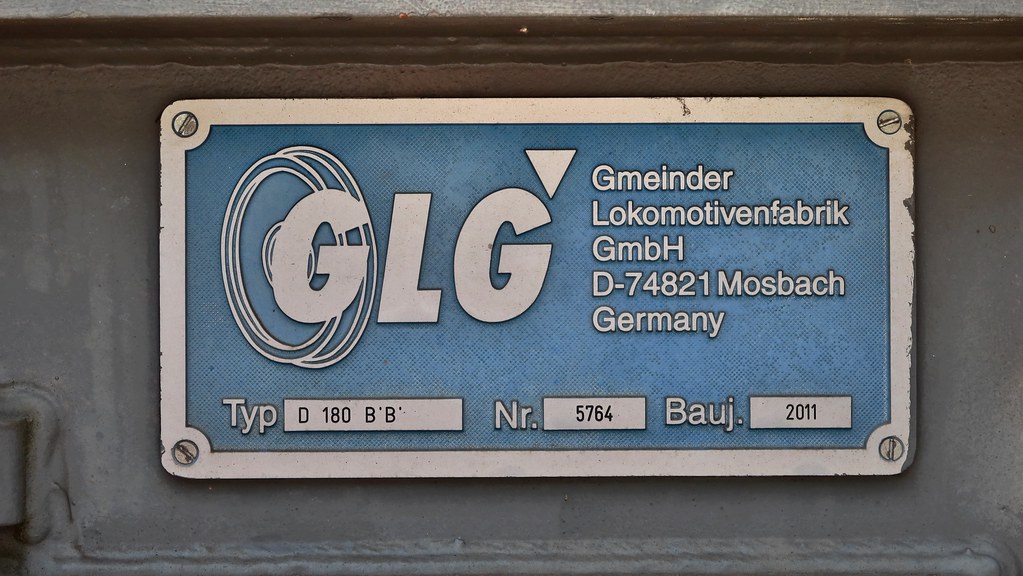 GLG
Gmeinder
Lokomotivenfabrik
GmbH
D-74821 Mosbach
Germany
Typ D 180 B'B' Nr. 5764 Bauj. 2011